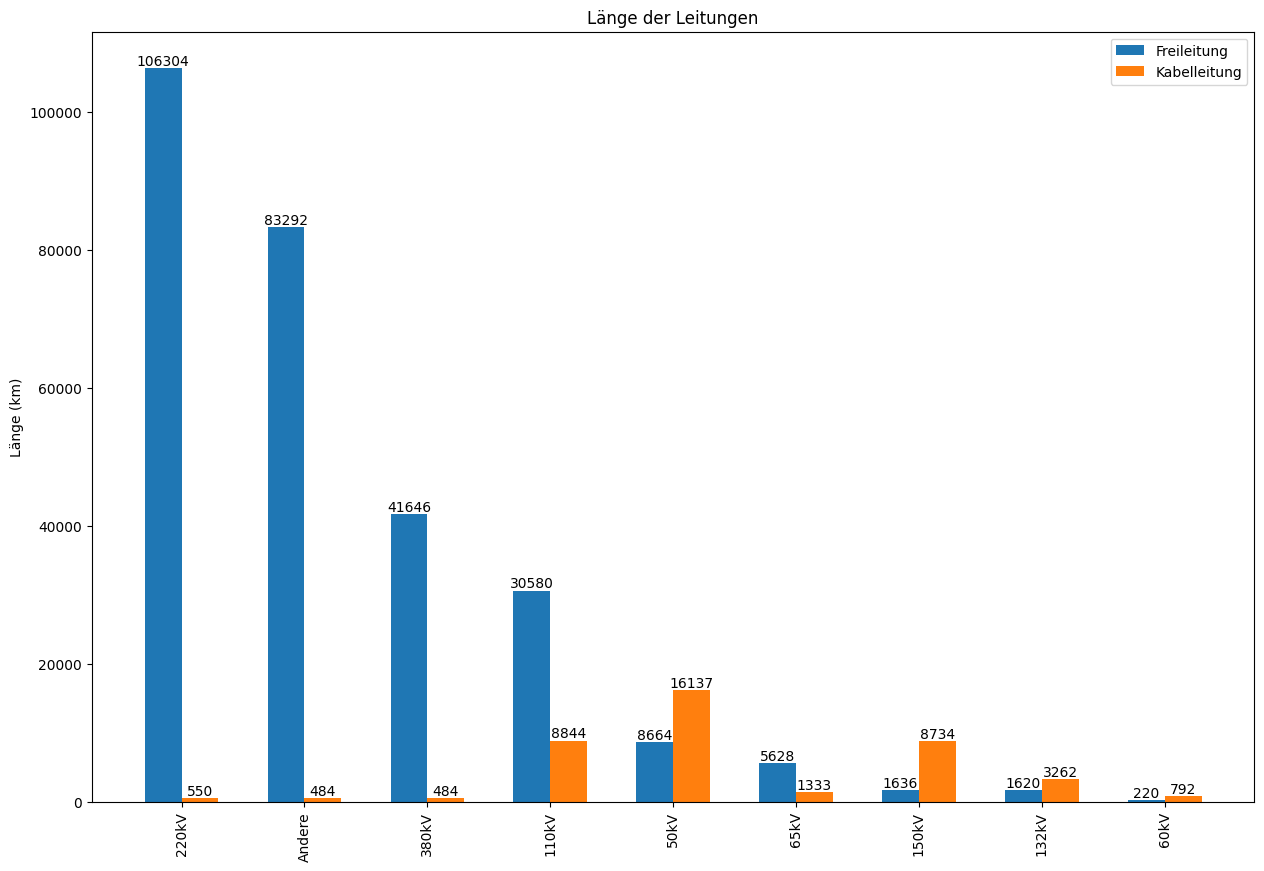 Länge der Leitungen
Freileitung
Kabelleitung
Länge (km)
100000
80000
60000
40000
20000
0
106304
550
83292
484
41646
484
30580
8844
8664
16137
5628
1333
1636
8734
1620
3262
220
792
220kV
Andere
380kV
110kV
50kV
65kV
150kV
132kV
60kV